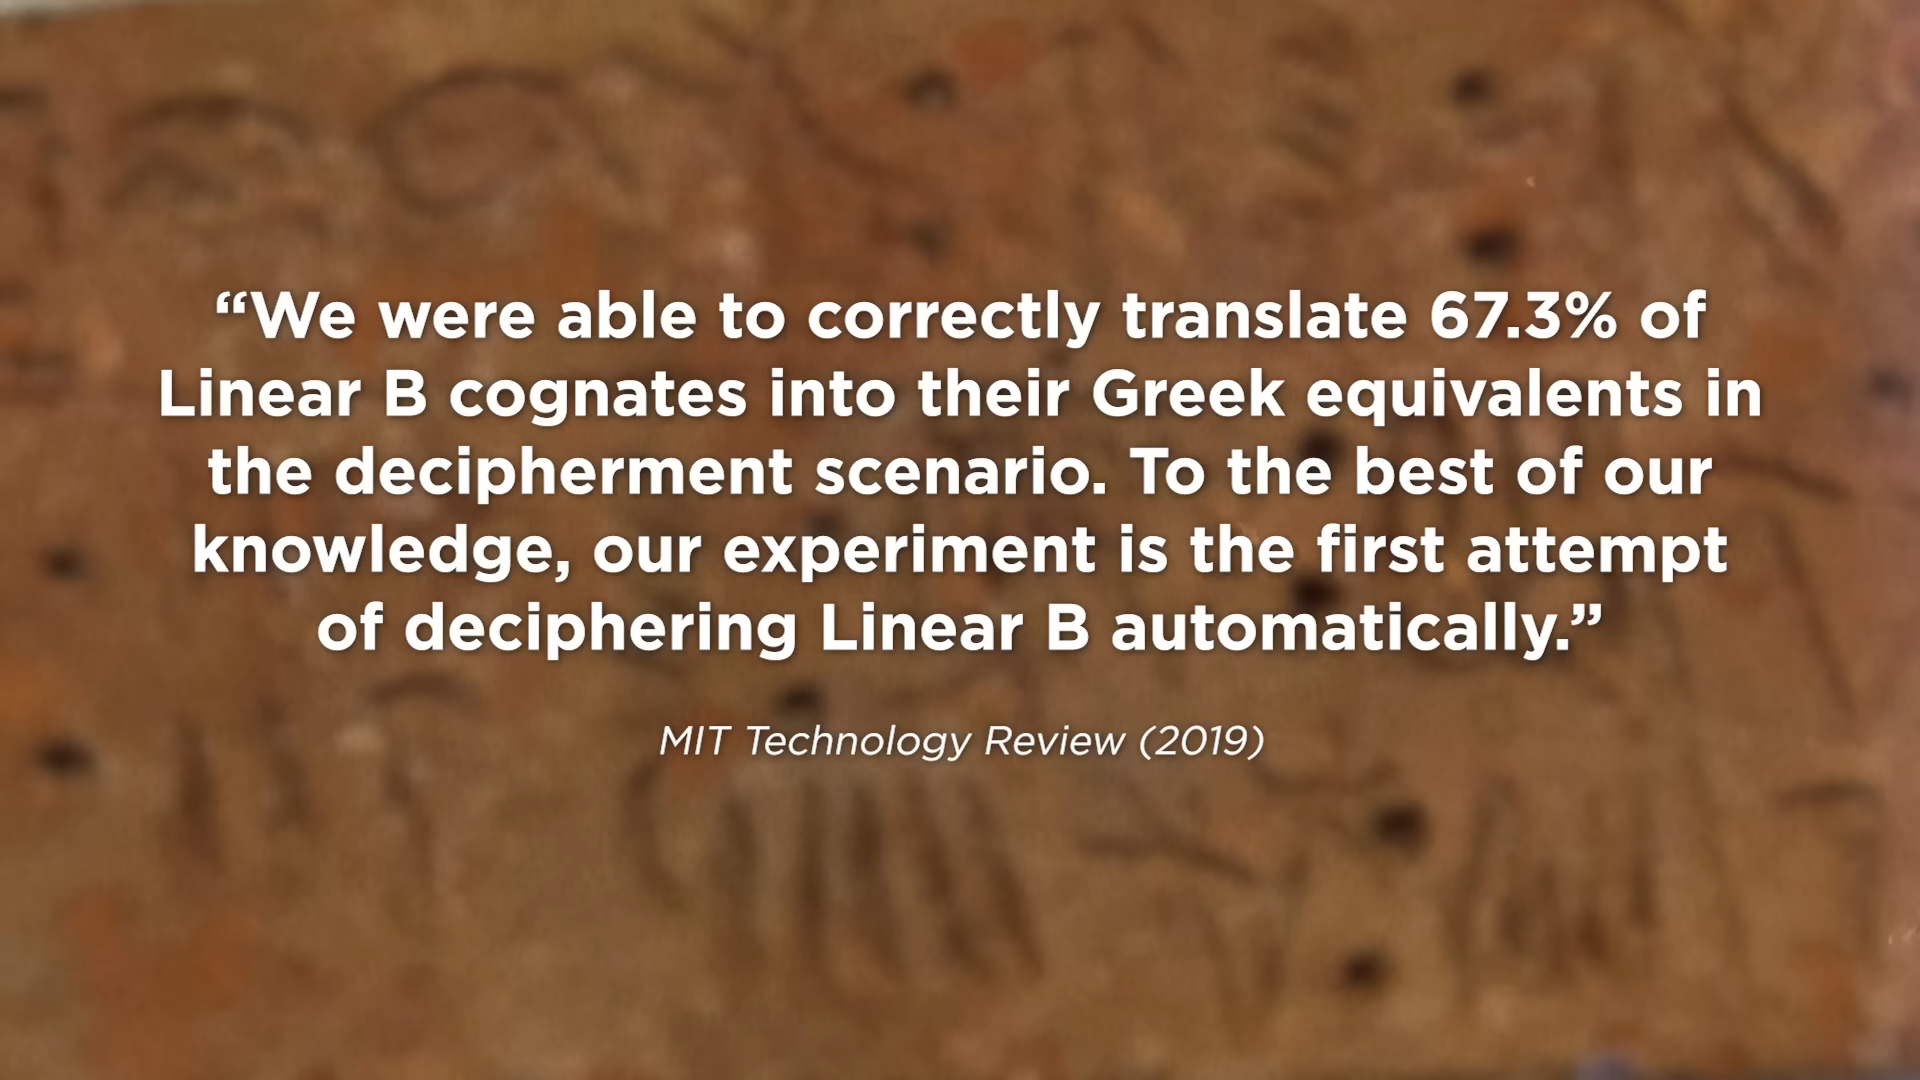 “We were able to correctly translate 67.3% of
Linear B cognates into their Greek equivalents in
the decipherment scenario. To the best of our
knowledge, our experiment is the first attempt
of deciphering Linear B automatically.”
MIT Technology Review (2019)